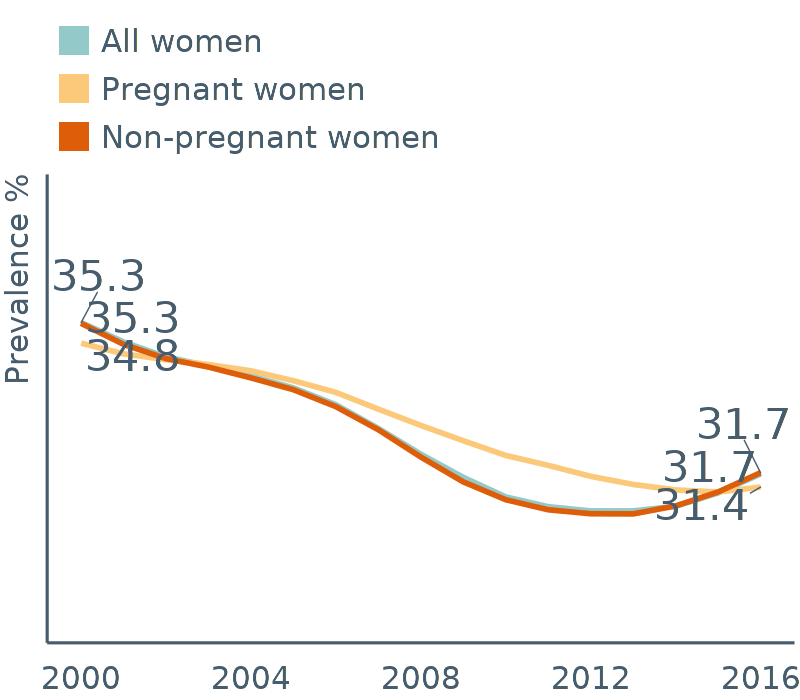 All women
Pregnant women
Non-pregnant women
Prevalence %
35.3
35.3
34.8
31.7
31.7
31.4
2000 2004 2008 2012 2016